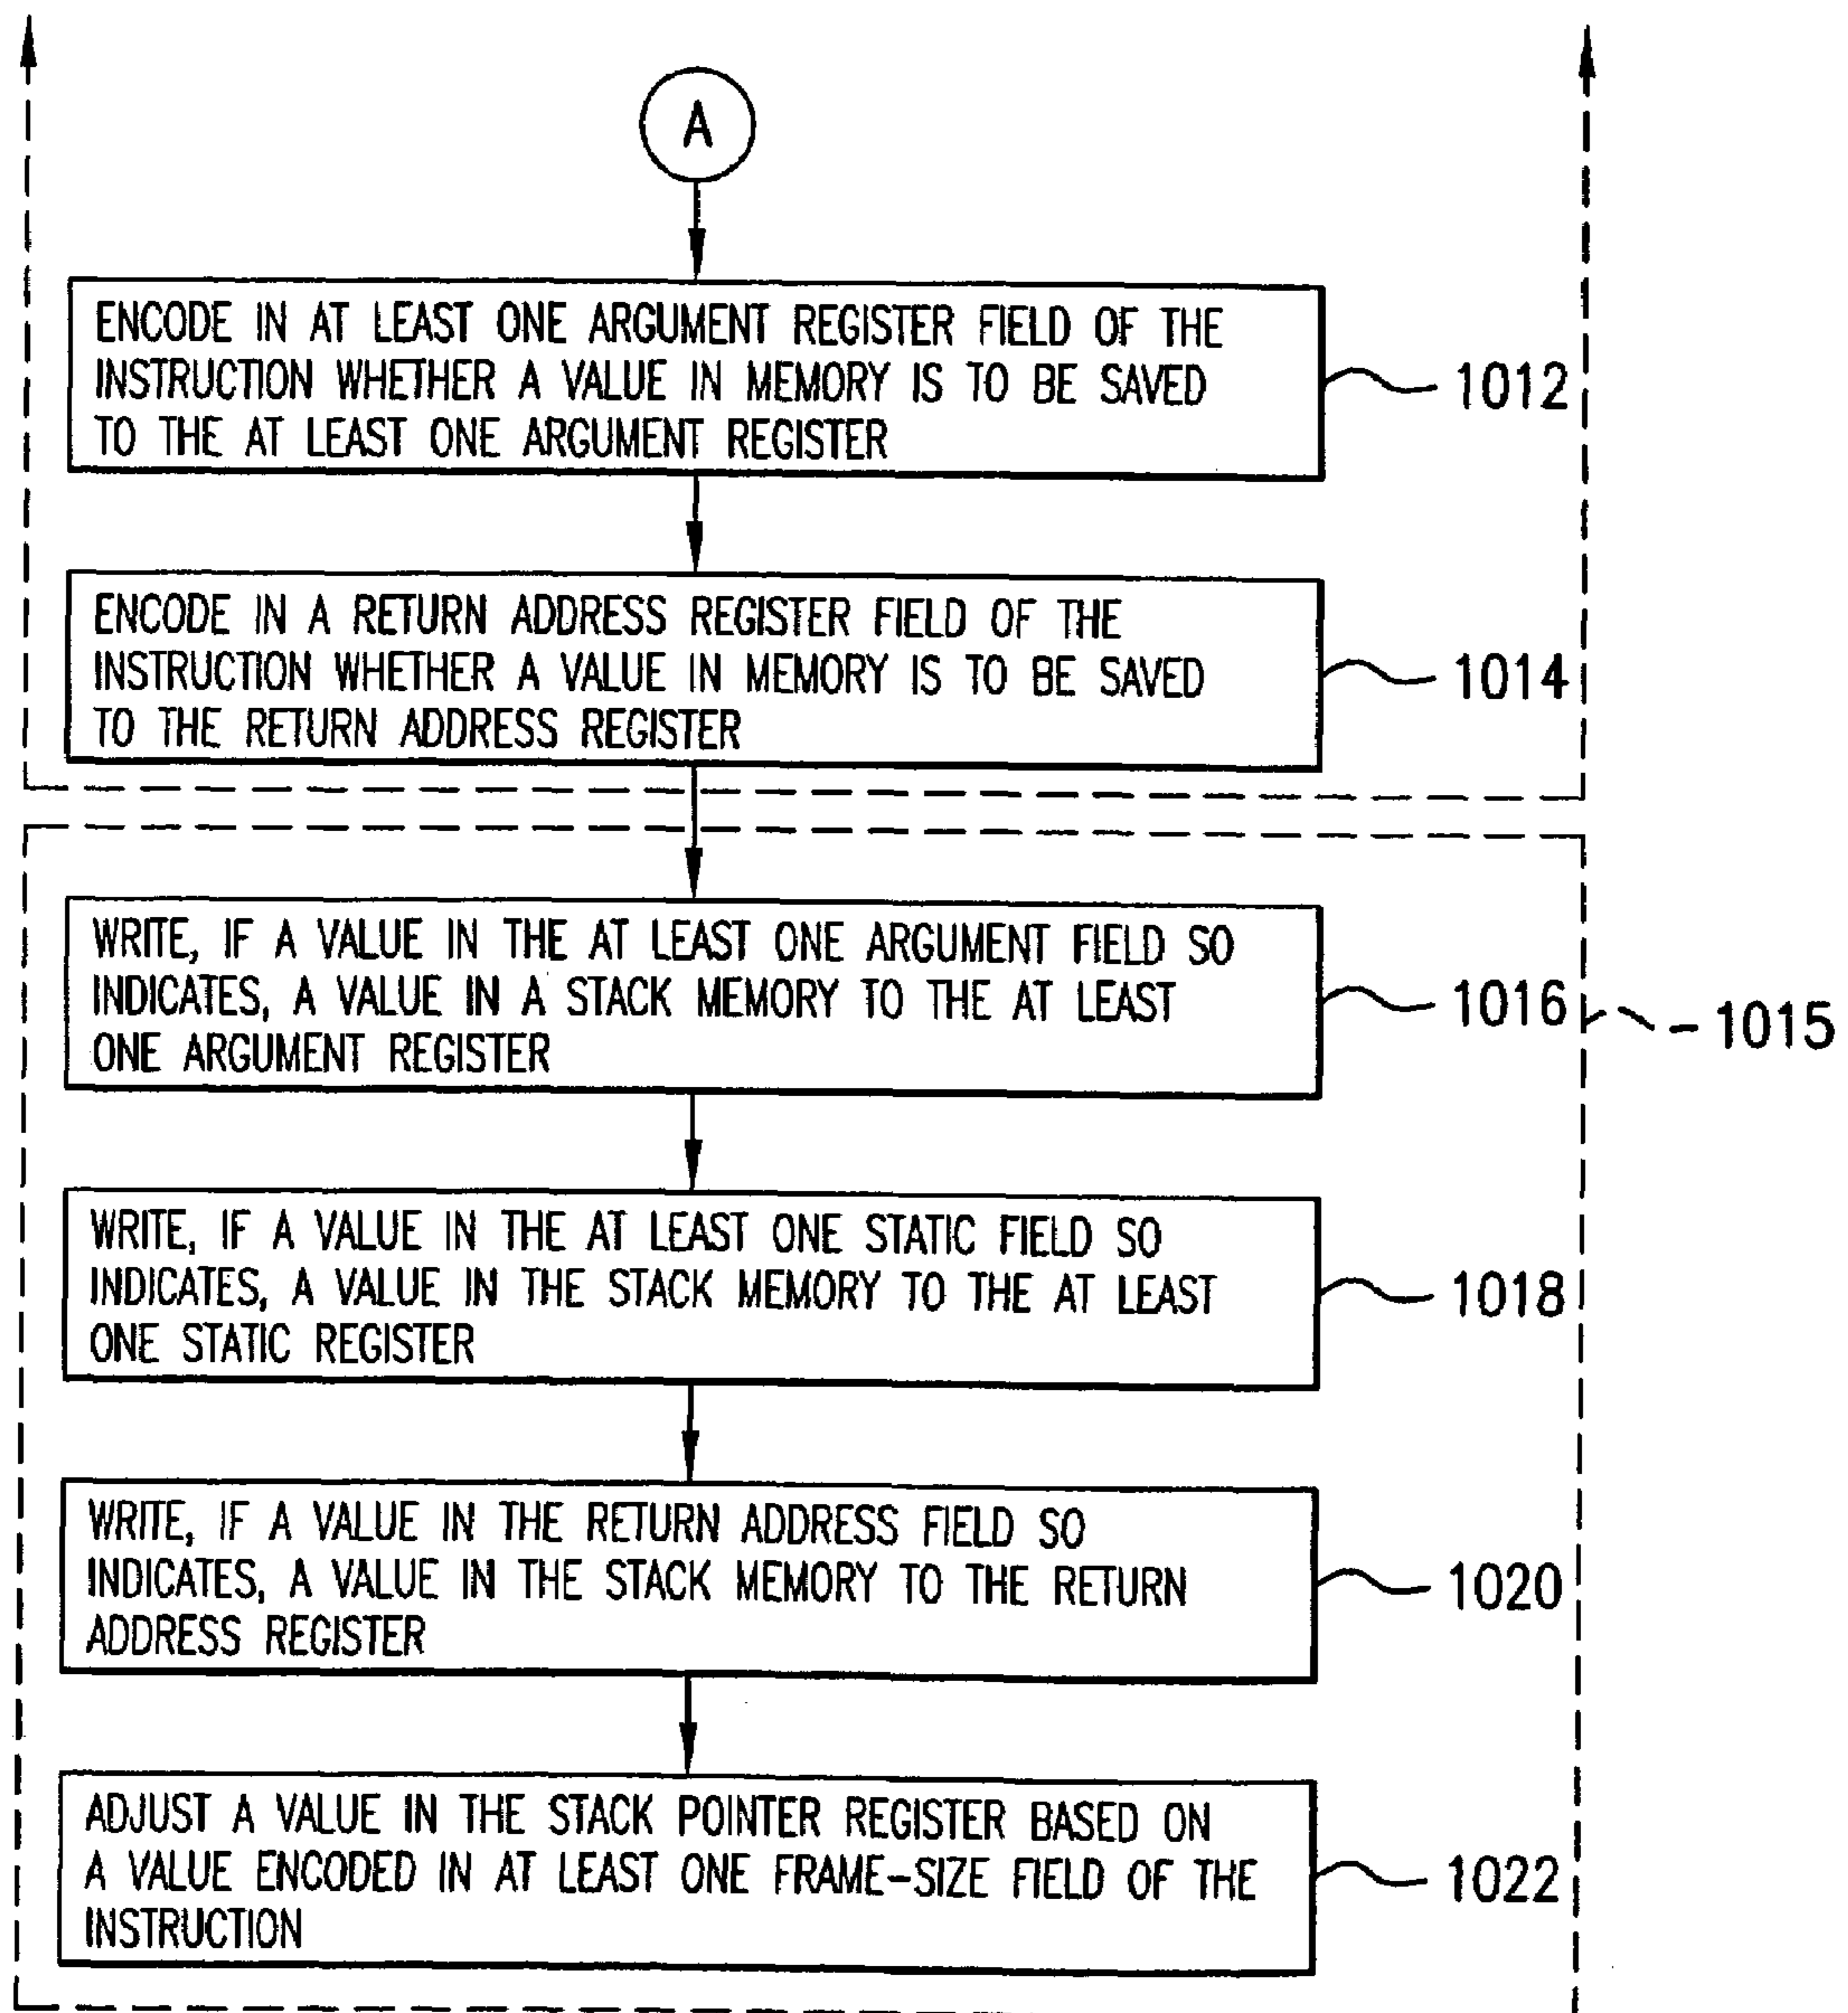 A
ENCODE IN AT LEAST ONE ARGUMENT REGISTER FIELD OF THE
INSTRUCTION WHETHER A VALUE IN MEMORY IS TO BE SAVED
TO THE AT LEAST ONE ARGUMENT REGISTER
1012
ENCODE IN A RETURN ADDRESS REGISTER FIELD OF THE
INSTRUCTION WHETHER A VALUE IN MEMORY IS TO BE SAVED
TO THE RETURN ADDRESS REGISTER
1014
WRITE, IF A VALUE IN THE AT LEAST ONE ARGUMENT FIELD SO
INDICATES, A VALUE IN A STACK MEMORY TO THE AT LEAST
ONE ARGUMENT REGISTER
1016
1015
WRITE, IF A VALUE IN THE AT LEAST ONE STATIC FIELD SO
INDICATES, A VALUE IN THE STACK MEMORY TO THE AT LEAST
ONE STATIC REGISTER
1018
WRITE, IF A VALUE IN THE RETURN ADDRESS FIELD SO
INDICATES, A VALUE IN THE STACK MEMORY TO THE RETURN
ADDRESS REGISTER
1020
ADJUST A VALUE IN THE STACK POINTER REGISTER BASED ON
A VALUE ENCODED IN AT LEAST ONE FRAME-SIZE FIELD OF THE
INSTRUCTION
1022